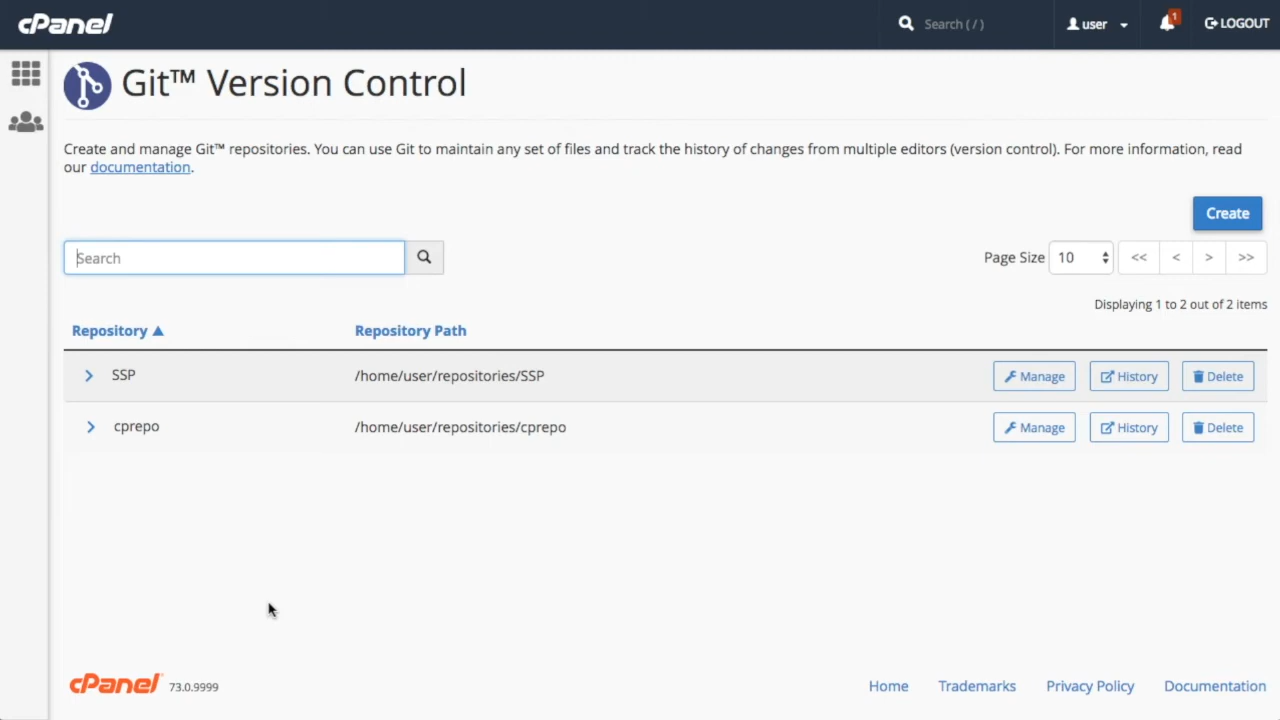 cPanel
Search ( / )
user
1
LOGOUT
Git™ Version Control
Create and manage Git™ repositories. You can use Git to maintain any set of files and track the history of changes from multiple editors (version control). For more information, read
our documentation.
Create
Search
Page Size 10 << < > >>
Displaying 1 to 2 out of 2 items
Repository ▲ Repository Path
SSP /home/user/repositories/SSP Manage History Delete
cprepo /home/user/repositories/cprepo Manage History Delete
cPanel 73.0.9999 Home Trademarks Privacy Policy Documentation